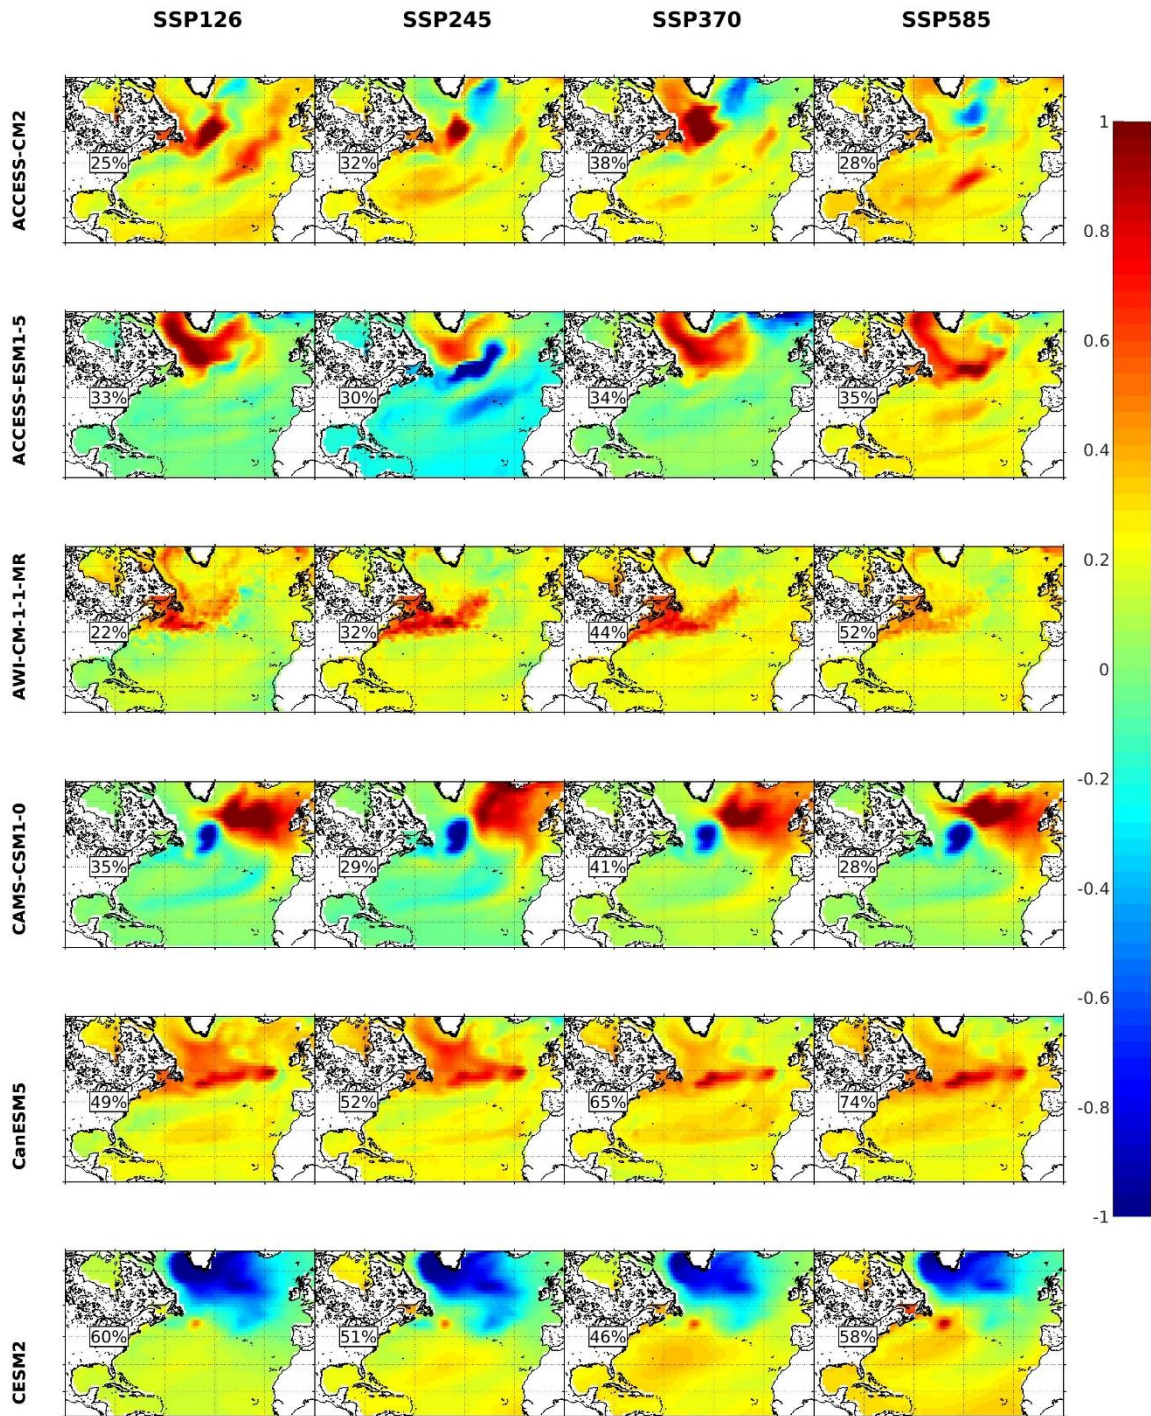 SSP126 SSP245 SSP370 SSP585
ACCESS-CM2
25% 32% 38% 28%
ACCESS-ESM1-5
33% 30% 34% 35%
AWI-CM-1-1-MR
22% 32% 44% 52%
CAMS-CSM1-0
35% 29% 41% 28%
CanESM5
49% 52% 65% 74%
CESM2
60% 51% 46% 58%
1
0.8
0.6
0.4
0.2
0
-0.2
-0.4
-0.6
-0.8
-1